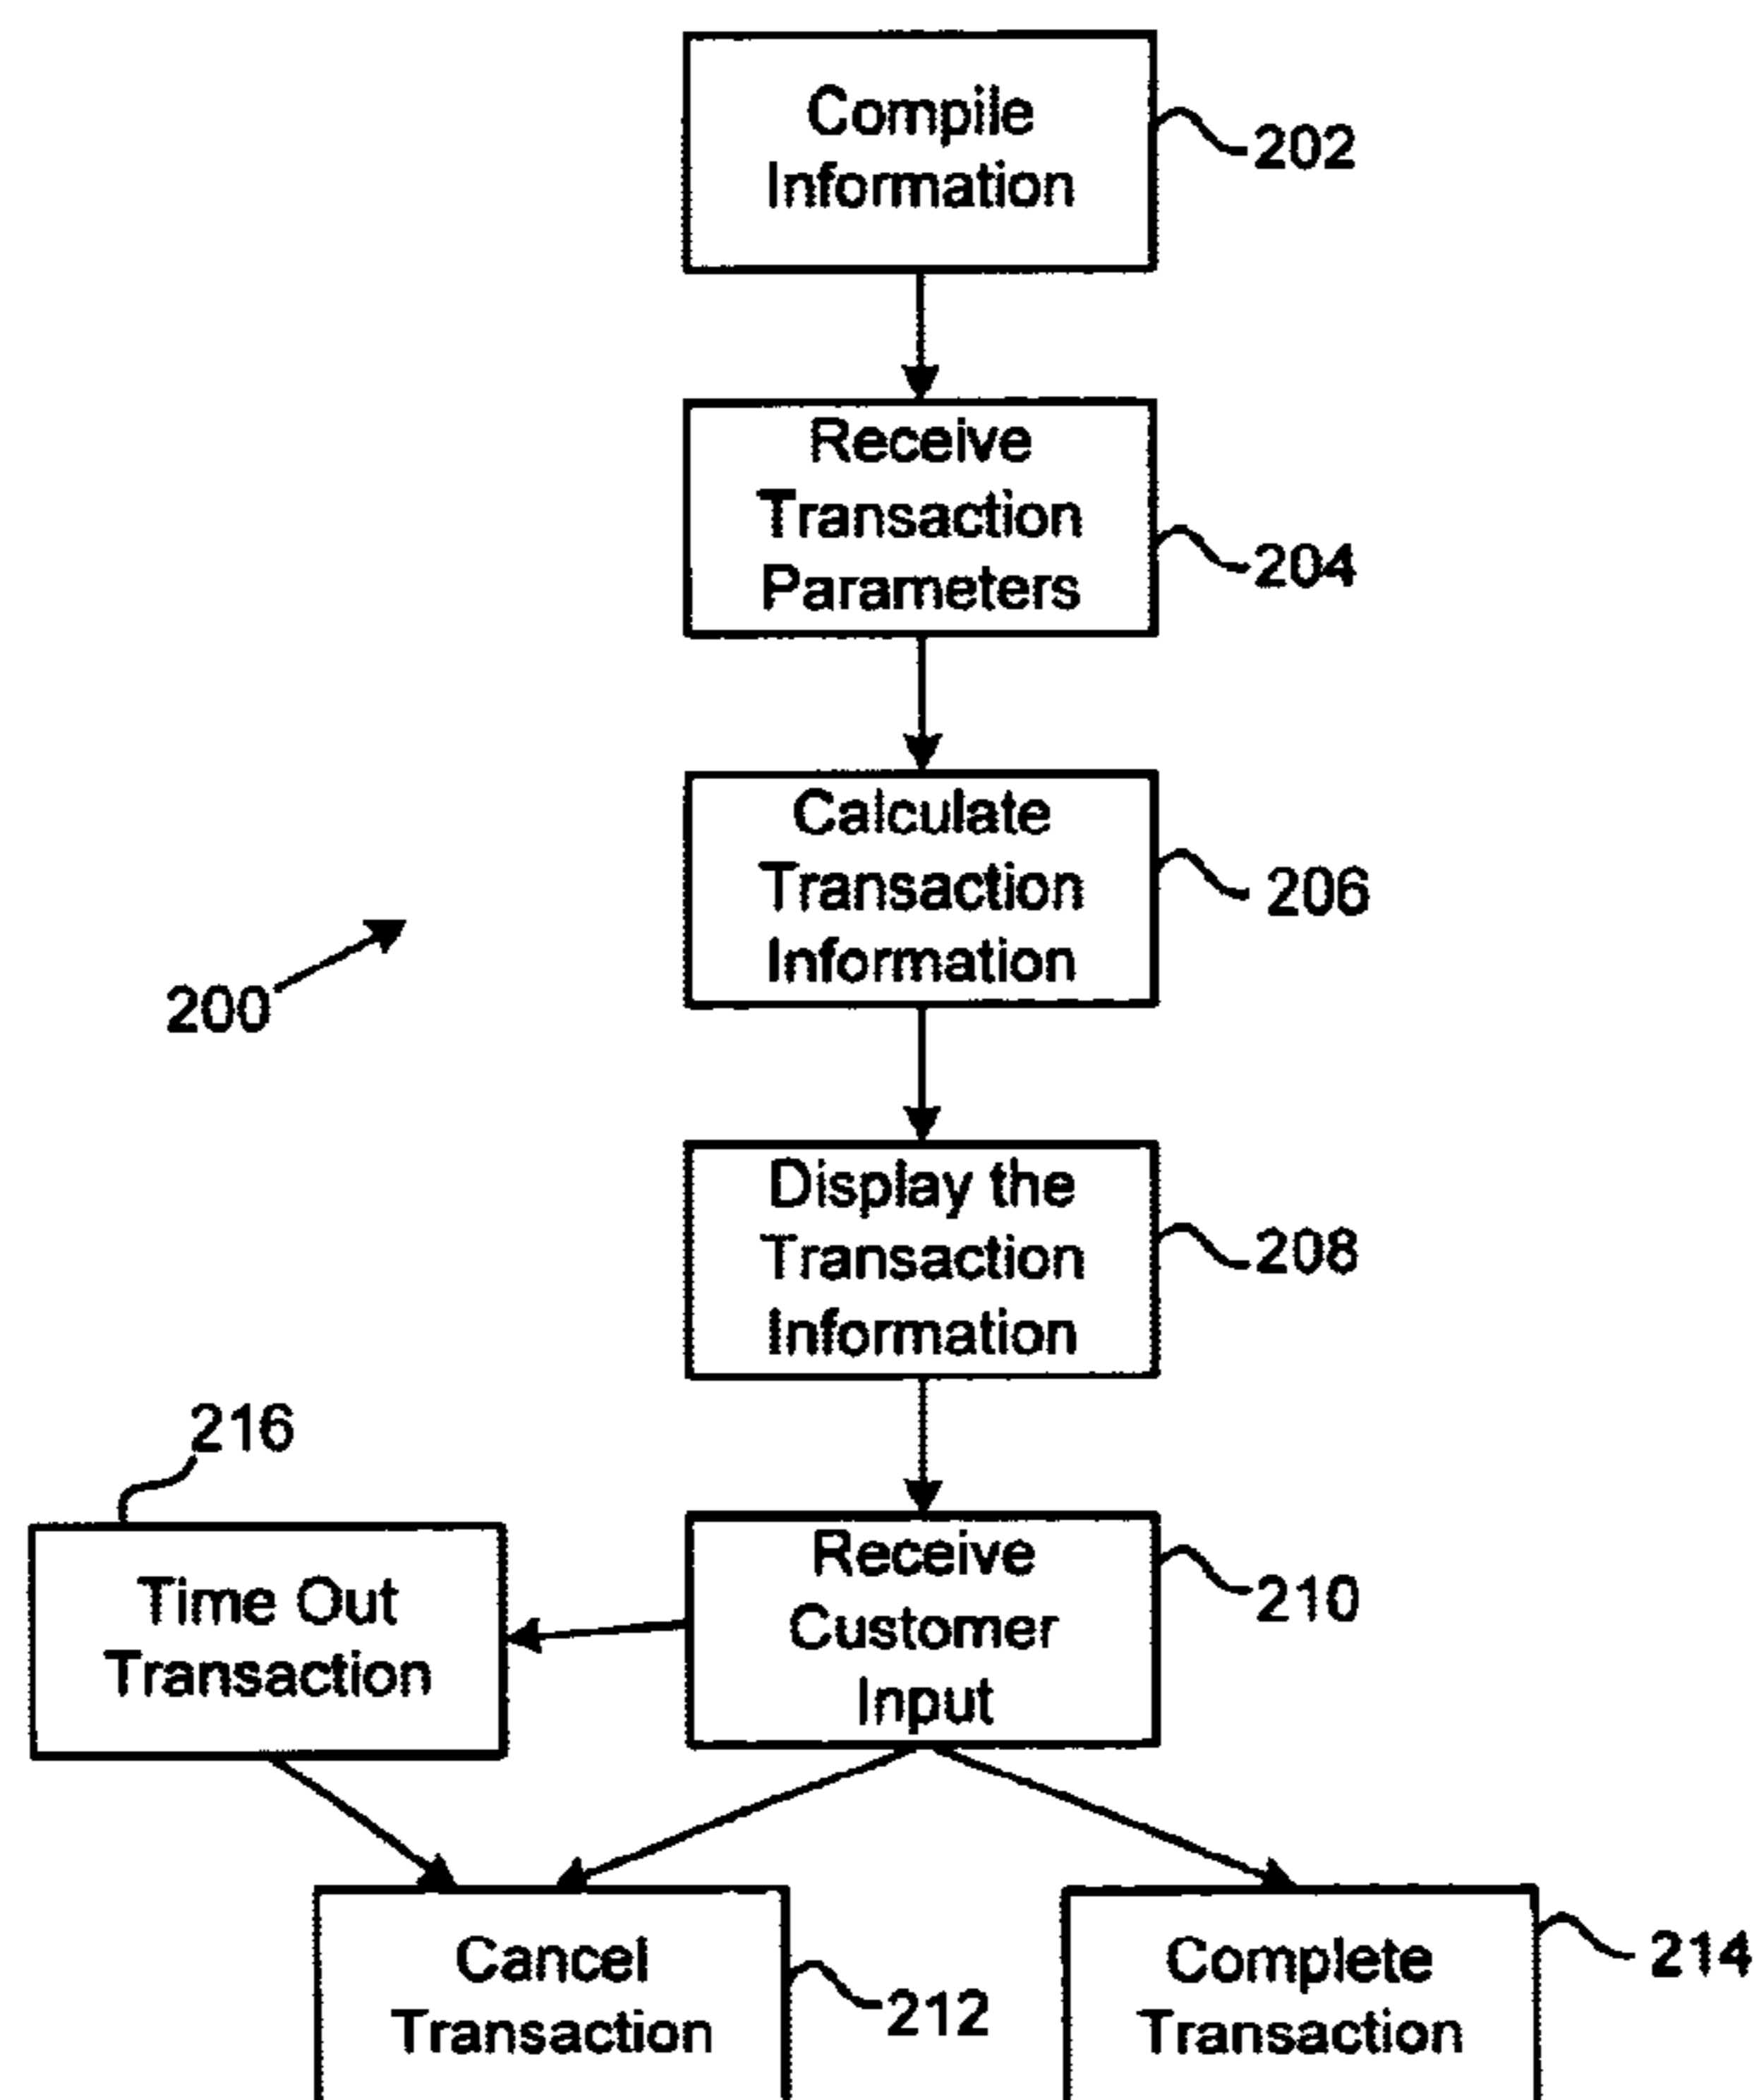 Compile
Information
202
Receive
Transaction
Parameters
204
Calculate
Transaction
Information
206
200
Display the
Transaction
Information
208
216
Time Out
Transaction
Receive
Customer
Input
210
Cancel
Transaction
212
Complete
Transaction
214